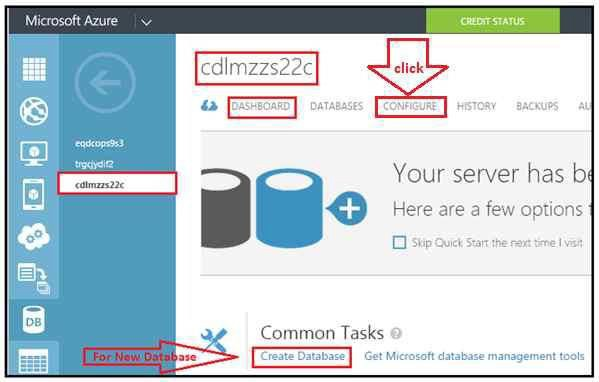 Microsoft Azure
CREDIT STATUS
cdlmzzs22c
click
DASHBOARD DATABASES CONFIGURE HISTORY BACKUPS AU
eqdcops9s3
trgcjydif2
cdlmzzs22c
Your server has be
Here are a few options t
Skip Quick Start the next time I visit
DB
Common Tasks ?
For New Database
Create Database Get Microsoft database management tools